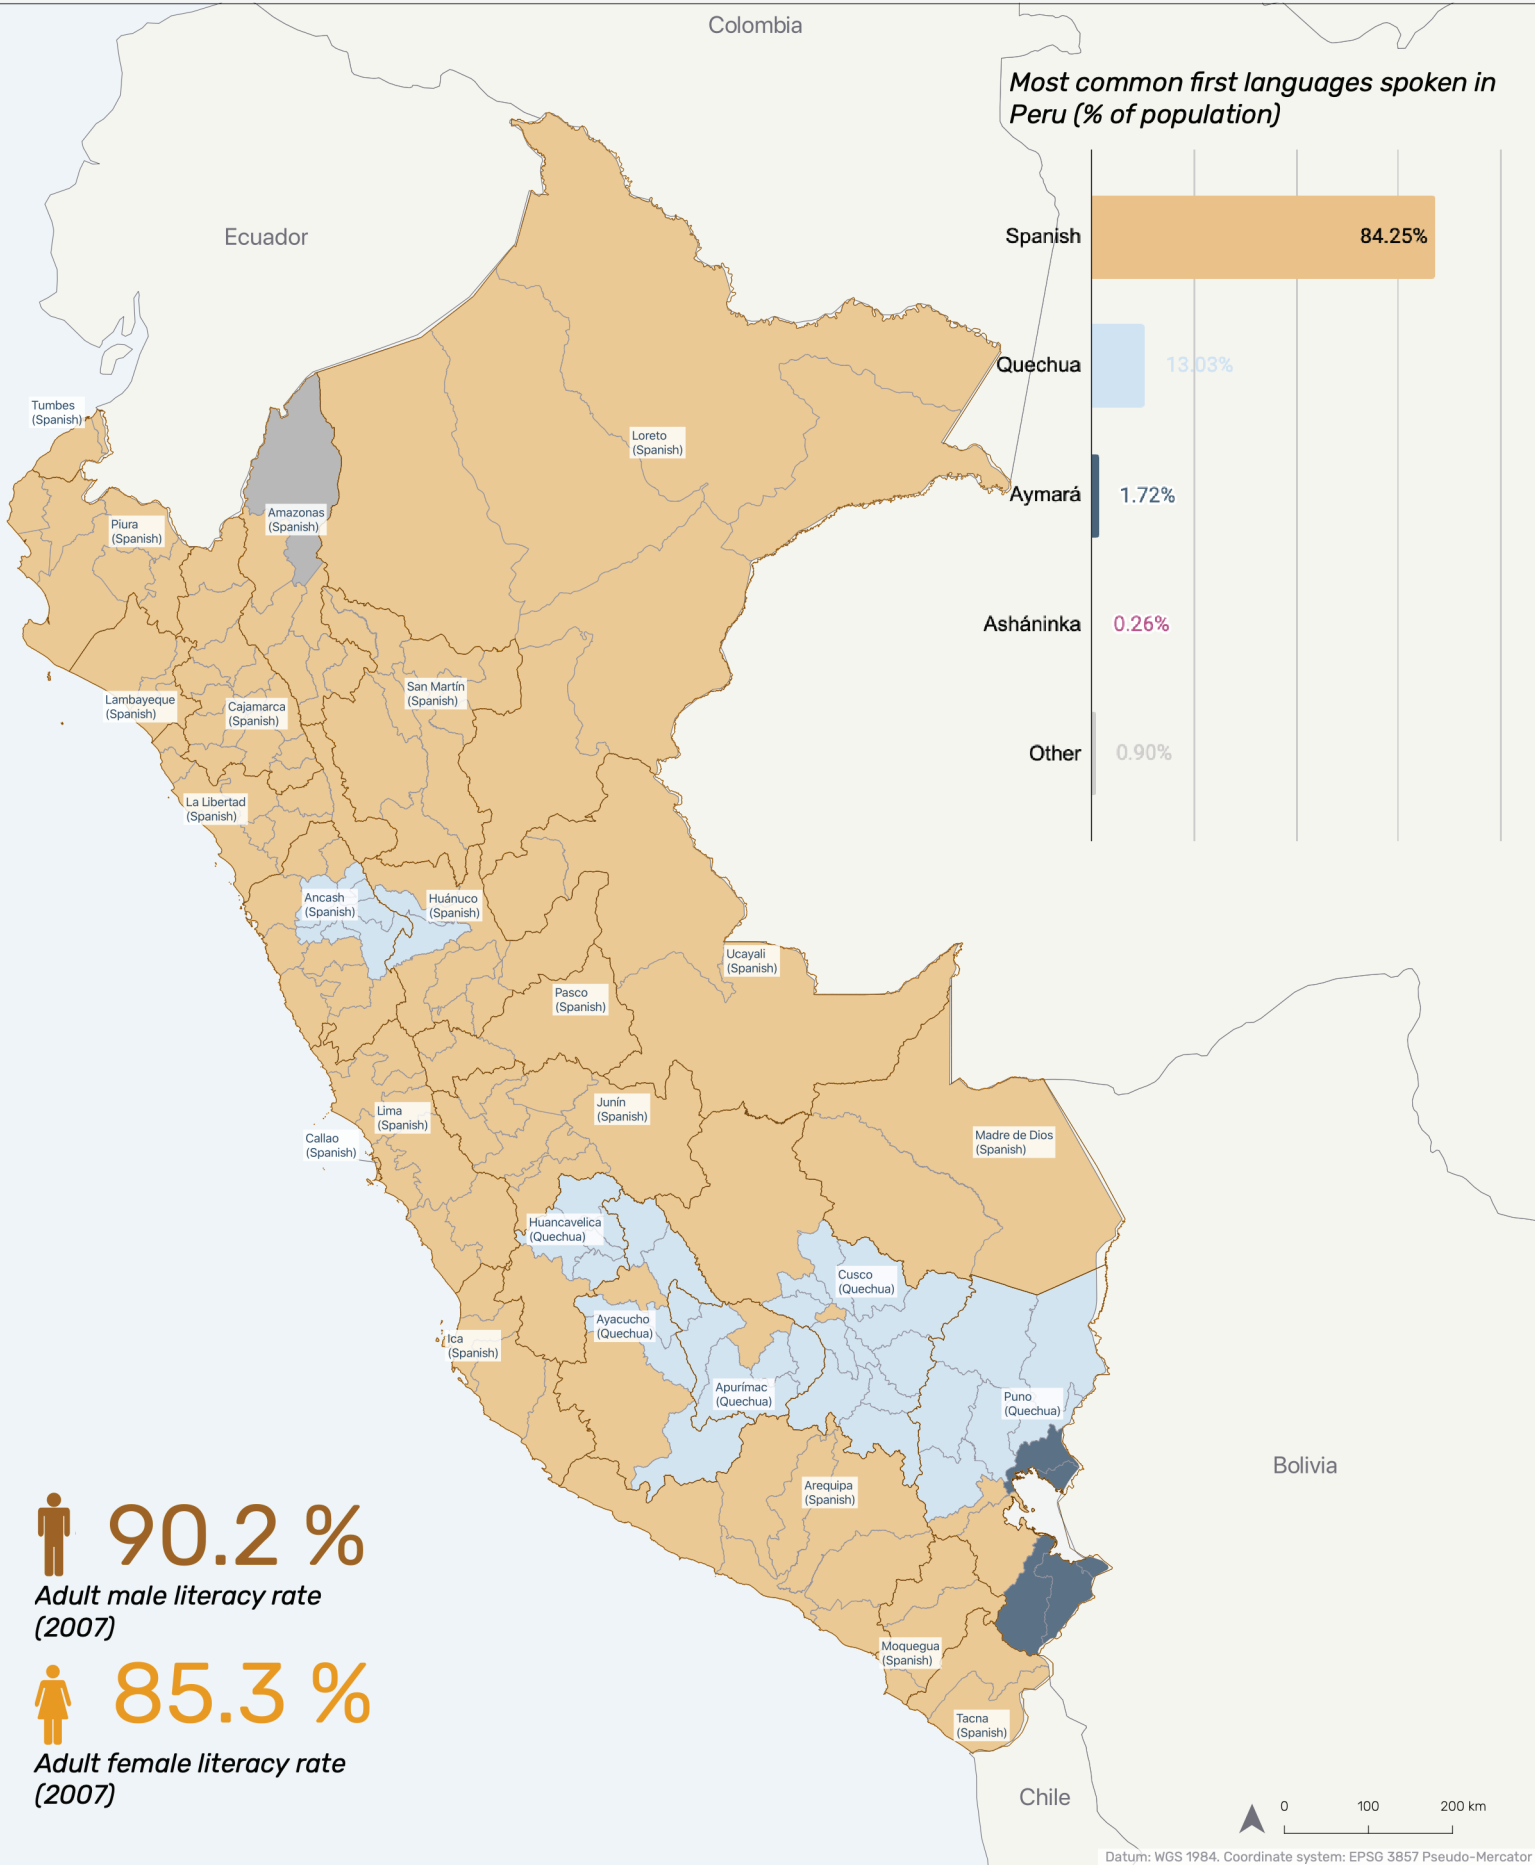 Colombia
Most common first languages spoken in
Peru (% of population)
Spanish
84.25%
Ecuador
Quechua
13.03%
Tumbes
(Spanish)
Loreto
(Spanish)
Aymará
1.72%
Amazonas
(Spanish)
Piura
(Spanish)
Asháninka
0.26%
San Martín
(Spanish)
Lambayeque
(Spanish)
Cajamarca
(Spanish)
Other
0.90%
La Libertad
(Spanish)
Ancash
(Spanish)
Huánuco
(Spanish)
Ucayali
(Spanish)
Pasco
(Spanish)
Junín
(Spanish)
Lima
(Spanish)
Callao
(Spanish)
Madre de Dios
(Spanish)
Huancavelica
(Quechua)
Cusco
(Quechua)
Ayacucho
(Quechua)
Ica
(Spanish)
Apurímac
(Quechua)
Puno
(Quechua)
Bolivia
Arequipa
(Spanish)
90.2 %
Adult male literacy rate
(2007)
Moquegua
(Spanish)
85.3 %
Tacna
(Spanish)
Adult female literacy rate
(2007)
Chile
0 100 200 km
Datum: WGS 1984. Coordinate system: EPSG 3857 Pseudo-Mercator